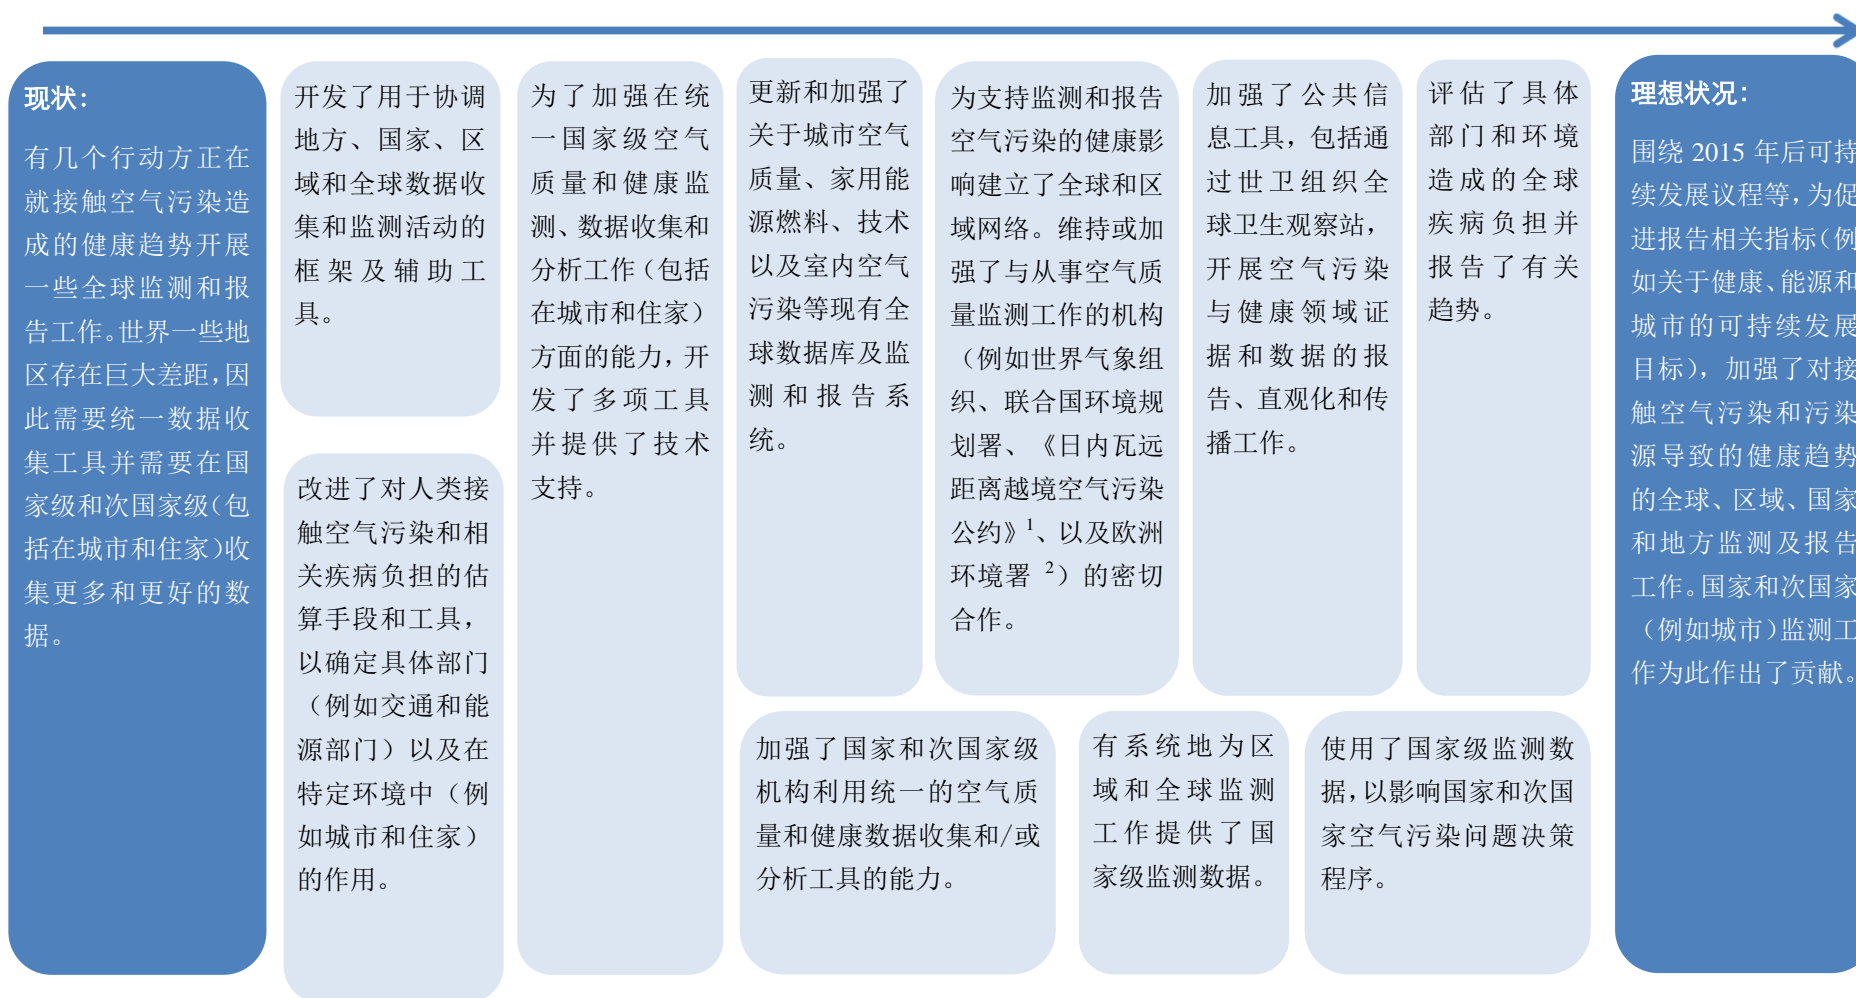 现状：
有几个行动方正在
就接触空气污染造
成的健康趋势开展
一些全球监测和报
告工作。世界一些地
区存在巨大差距，因
此需要统一数据收
集工具并需要在国
家级和次国家级（包
括在城市和住家）收
集更多和更好的数
据。
开发了用于协调
地方、国家、区
域和全球数据收
集和监测活动的
框架及辅助工
具。
改进了对人类接
触空气污染和相
关疾病负担的估
算手段和工具，
以确定具体部门
（例如交通和能
源部门）以及在
特定环境中（例
如城市和住家）
的作用。
为了加强在统
一国家级空气
质量和健康监
测、数据收集和
分析工作（包括
在城市和住家）
方面的能力，开
发了多项工具
并提供了技术
支持。
更新和加强了
关于城市空气
质量、家用能
源燃料、技术
以及室内空气
污染等现有全
球数据库及监
测和报告系
统。
为支持监测和报告
空气污染的健康影
响建立了全球和区
域网络。维持或加
强了与从事空气质
量监测工作的机构
（例如世界气象组
织、联合国环境规
划署、《日内瓦远
距离越境空气污染
公约》1、以及欧洲
环境署 2）的密切
合作。
加强了公共信
息工具，包括通
过世卫组织全
球卫生观察站，
开展空气污染
与健康领域证
据和数据的报
告、直观化和传
播工作。
评估了具体
部门和环境
造成的全球
疾病负担并
报告了有关
趋势。
加强了国家和次国家级
机构利用统一的空气质
量和健康数据收集和/或
分析工具的能力。
有系统地为区
域和全球监测
工作提供了国
家级监测数据。
使用了国家级监测数
据，以影响国家和次国
家空气污染问题决策
程序。
理想状况：
围绕 2015 年后可持
续发展议程等，为促
进报告相关指标（例
如关于健康、能源和
城市的可持续发展
目标），加强了对接
触空气污染和污染
源导致的健康趋势
的全球、区域、国家
和地方监测及报告
工作。国家和次国家
（例如城市）监测工
作为此作出了贡献。